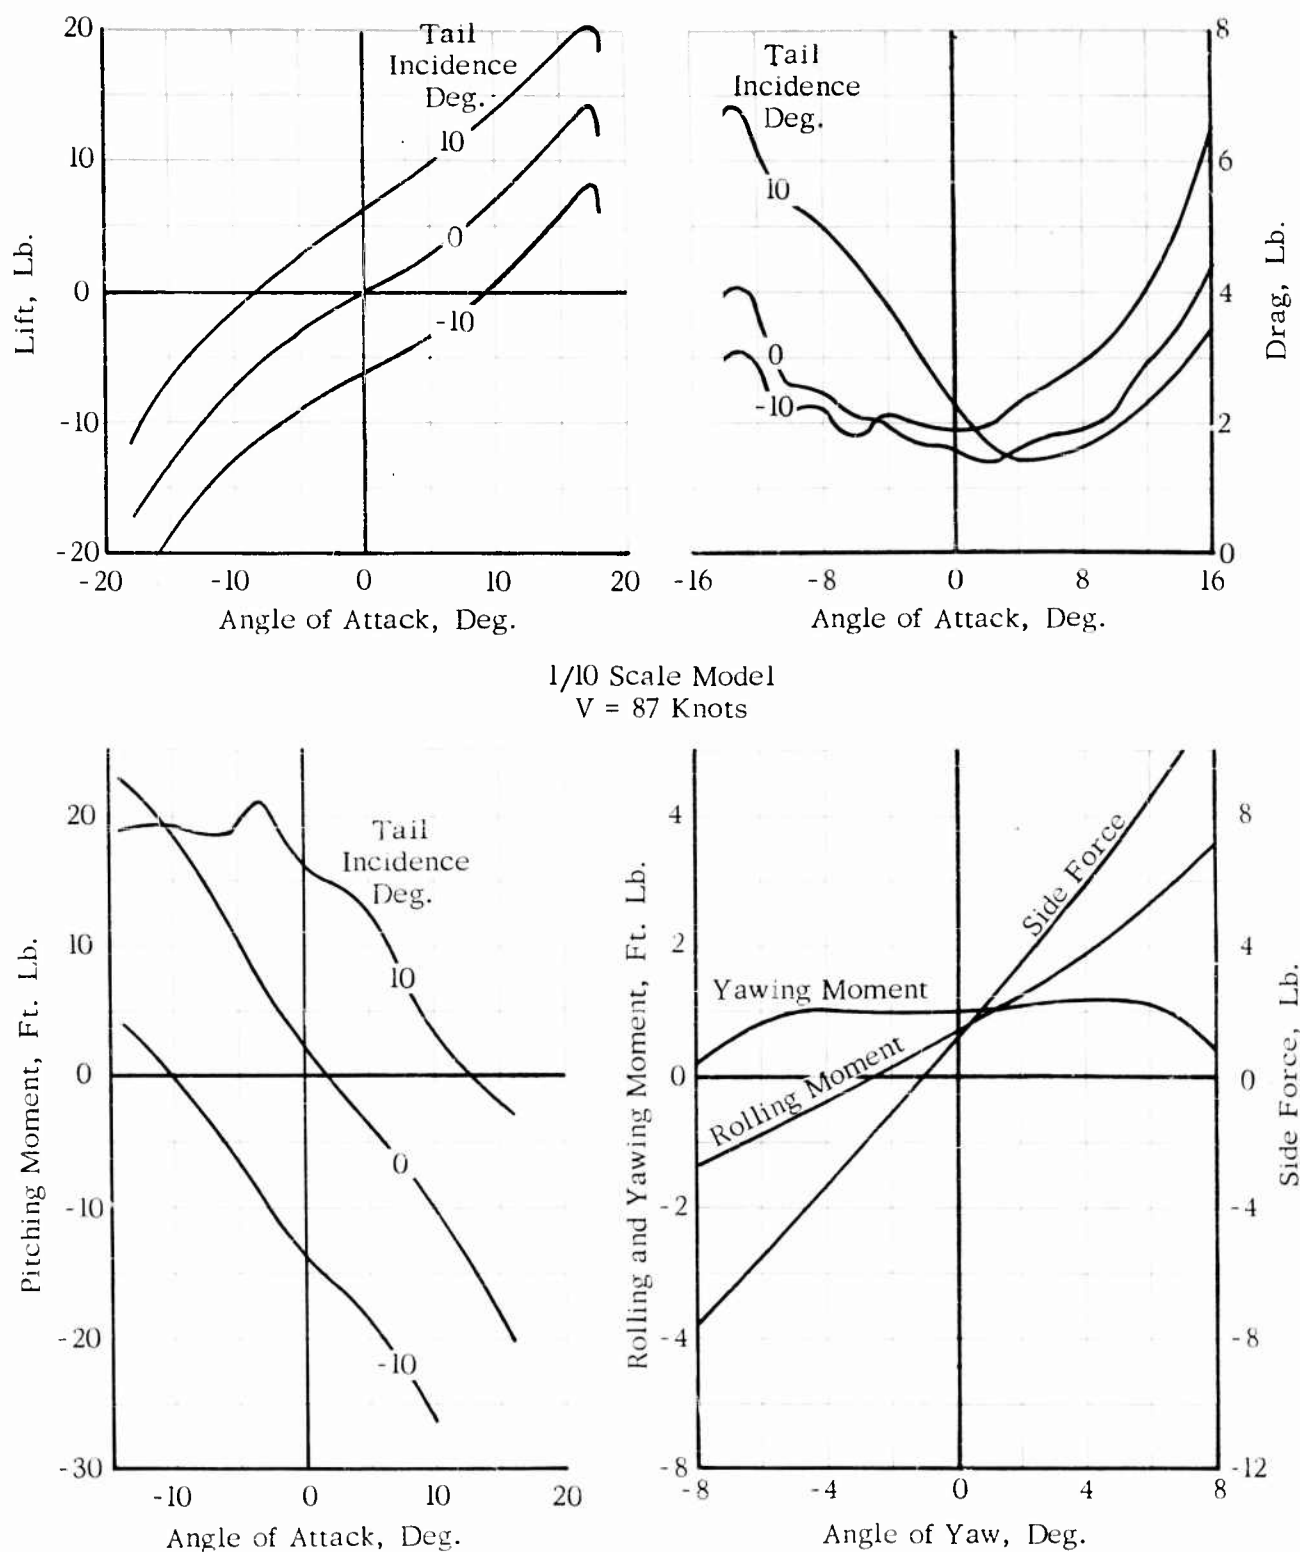 Lift, Lb.
20
10
0
-10
-20
Tail
Incidence
Deg.
10
0
-10
-20
-10
0
10
20
Angle of Attack, Deg.
Tail
Incidence
Deg.
10
0
-10
8
6
4
2
0
Drag, Lb.
-16
-8
0
8
16
Angle of Attack, Deg.
1/10 Scale Model
V = 87 Knots
Pitching Moment, Ft. Lb.
20
10
0
-10
-20
-30
Tail
Incidence
Deg.
10
0
-10
-10
0
10
20
Angle of Attack, Deg.
Rolling and Yawing Moment, Ft. Lb.
4
2
0
-2
-4
-8
Side Force
Yawing Moment
Rolling Moment
8
4
0
-4
-8
-12
Side Force, Lb.
-8
-4
0
4
8
Angle of Yaw, Deg.